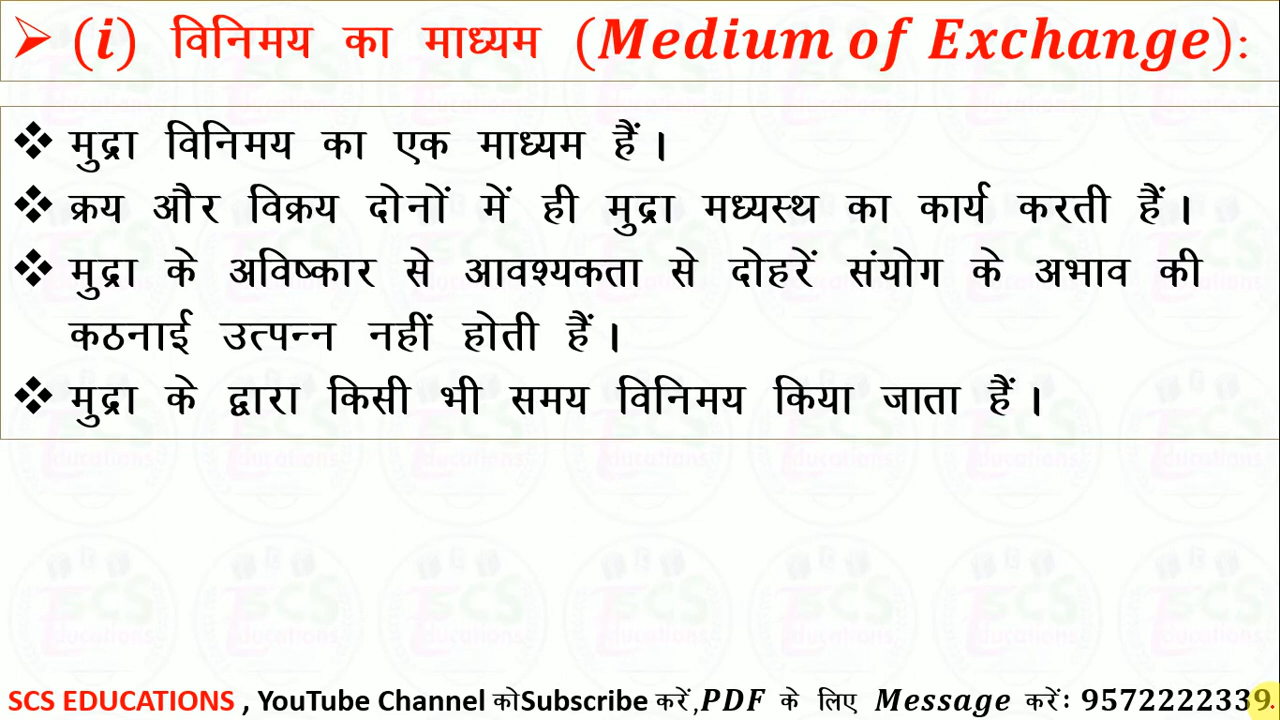 ➢ (i) विनिमय का माध्यम (Medium of Exchange):
❖ मुद्रा विनिमय का एक माध्यम हैं।
❖ क्रय और विक्रय दोनों में ही मुद्रा मध्यस्थ का कार्य करती हैं।
❖ मुद्रा के अविष्कार से आवश्यकता से दोहरें संयोग के अभाव की
कठनाई उत्पन्न नहीं होती हैं।
❖ मुद्रा के द्वारा किसी भी समय विनिमय किया जाता हैं।
SCS EDUCATIONS , YouTube Channel कोSubscribe करें,PDF के लिए Message करें: 9572222339.